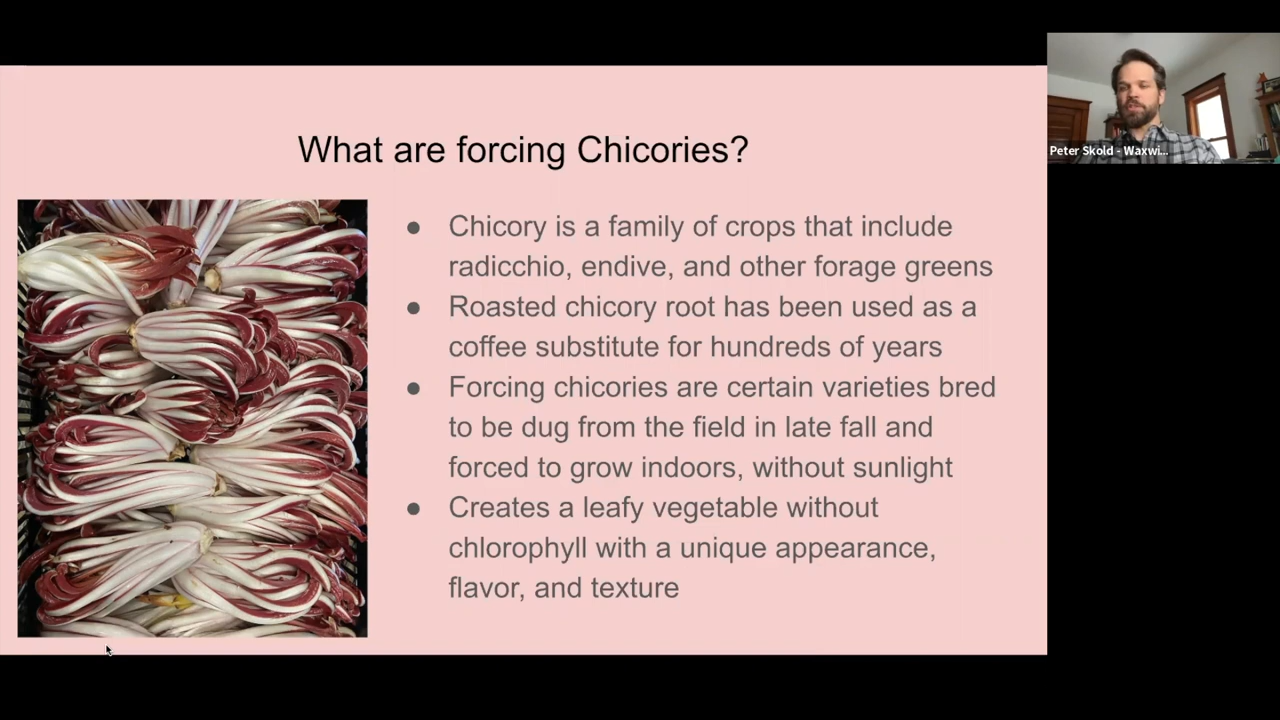 What are forcing Chicories?
● Chicory is a family of crops that include
radicchio, endive, and other forage greens
● Roasted chicory root has been used as a
coffee substitute for hundreds of years
● Forcing chicories are certain varieties bred
to be dug from the field in late fall and
forced to grow indoors, without sunlight
● Creates a leafy vegetable without
chlorophyll with a unique appearance,
flavor, and texture
Peter Skold - Waxwi...